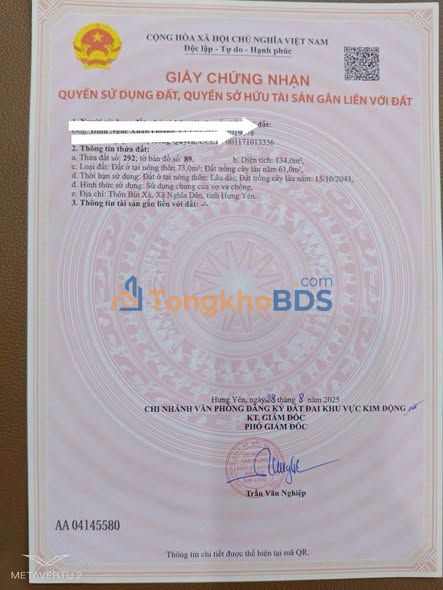 CỘNG HÒA XÃ HỘI CHỦ NGHĨA VIỆT NAM
Độc lập - Tự do - Hạnh phúc
GIẤY CHỨNG NHẬN
QUYỀN SỬ DỤNG ĐẤT, QUYỀN SỞ HỮU TÀI SẢN GẮN LIỀN VỚI ĐẤT
đất:
001171013336
2. Thông tin thửa đất:
a. Thửa đất số: 292; tờ bản đồ số: 89, b. Diện tích: 134,0m²,
c. Loại đất: Đất ở tại nông thôn 73,0m²; Đất trồng cây lâu năm 61,0m²,
d. Thời hạn sử dụng: Đất ở tại nông thôn: Lâu dài; Đất trồng cây lâu năm: 15/10/2043,
đ. Hình thức sử dụng: Sử dụng chung của vợ và chồng,
e. Địa chỉ: Thôn Bùi Xá, Xã Nghĩa Dân, tỉnh Hưng Yên.
3. Thông tin tài sản gắn liền với đất: -/-
TongkhoBDS.com
Hưng Yên, ngày 28 tháng 8 năm 2025
CHI NHÁNH VĂN PHÒNG ĐĂNG KÝ ĐẤT ĐAI KHU VỰC KIM ĐỘNG
KT. GIÁM ĐỐC
PHÓ GIÁM ĐỐC
Trần Văn Nghiệp
AA 04145580
Thông tin chi tiết được thể hiện tại mã QR.
METAVERTU 2